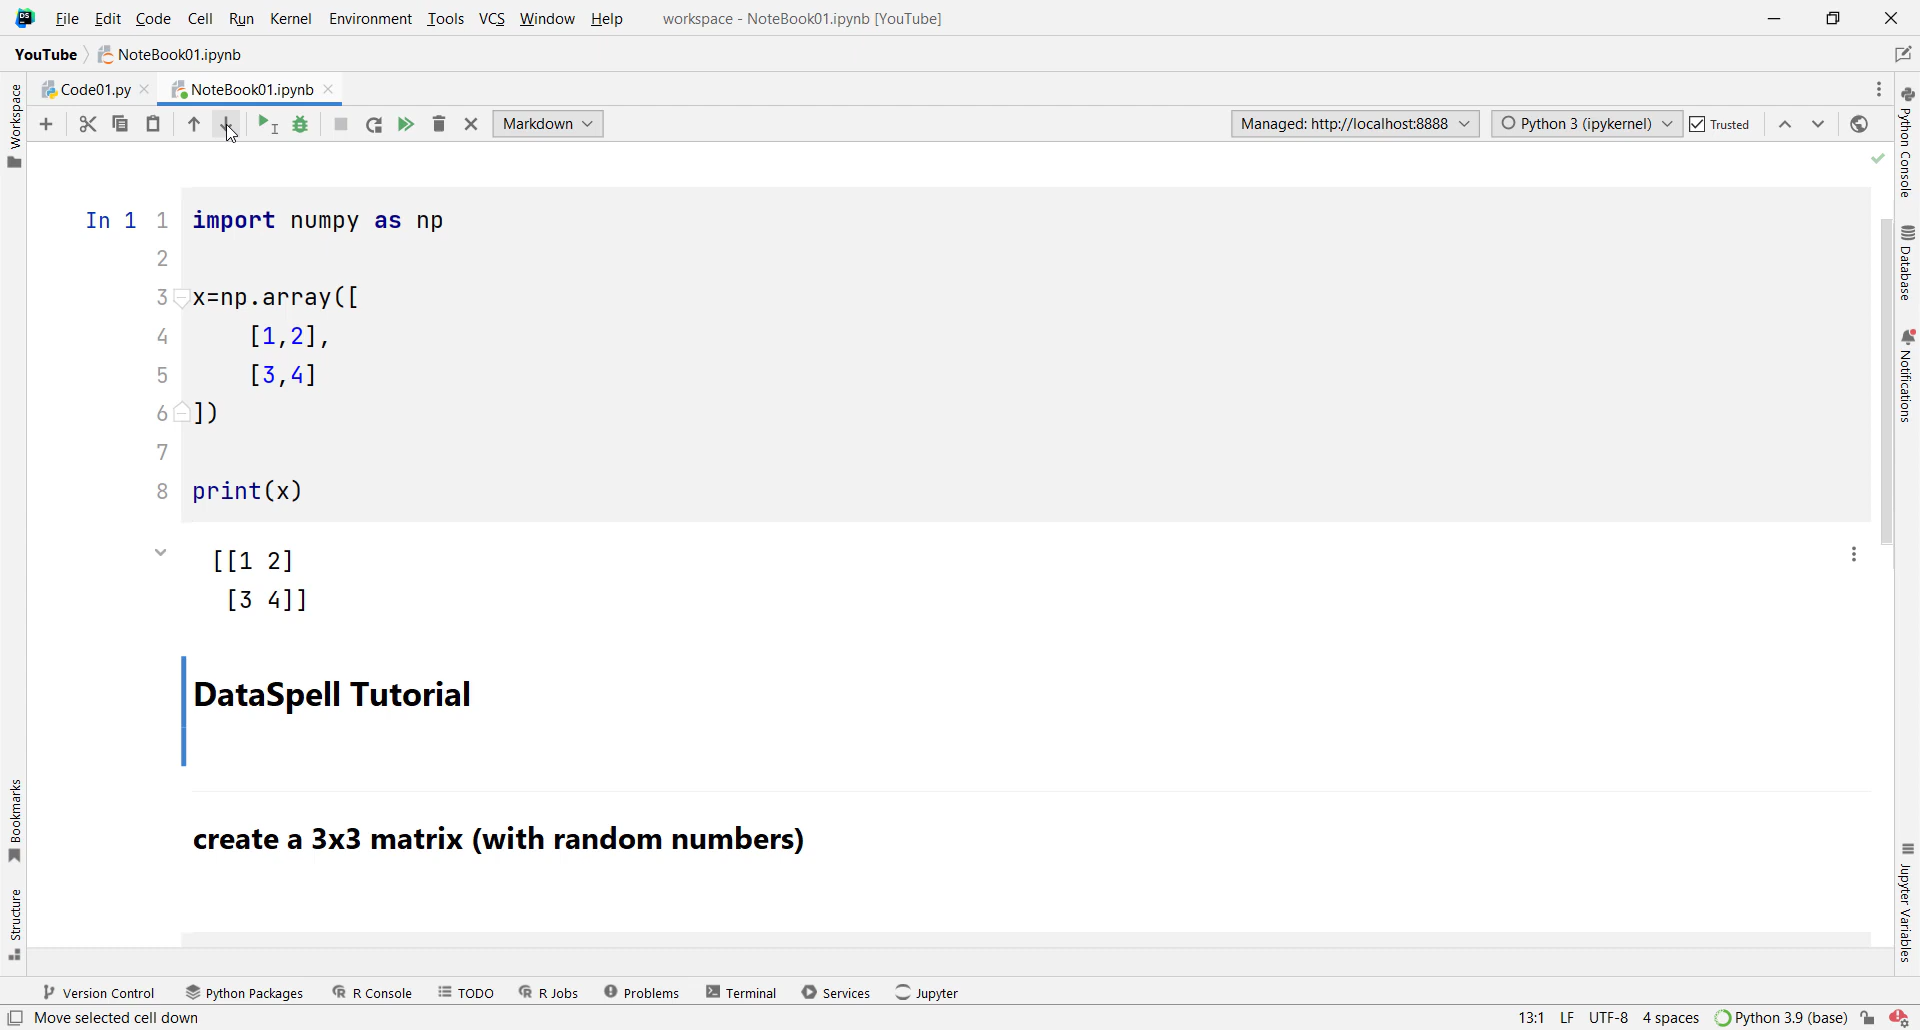 File Edit Code Cell Run Kernel Environment Tools VCS Window Help workspace - NoteBook01.ipynb [YouTube]
YouTube NoteBook01.ipynb
Code01.py NoteBook01.ipynb
Markdown Managed: http://localhost:8888 Python 3 (ipykernel) Trusted
Workspace
Bookmarks
Structure
In 1 1 import numpy as np
2
3 x=np.array([
4 [1,2],
5 [3,4]
6 ])
7
8 print(x)
[[1 2]
[3 4]]
DataSpell Tutorial
create a 3x3 matrix (with random numbers)
Python Console
Database
Notifications
Jupyter Variables
Version Control Python Packages R Console TODO R Jobs Problems Terminal Services Jupyter
Move selected cell down 13:1 LF UTF-8 4 spaces Python 3.9 (base)